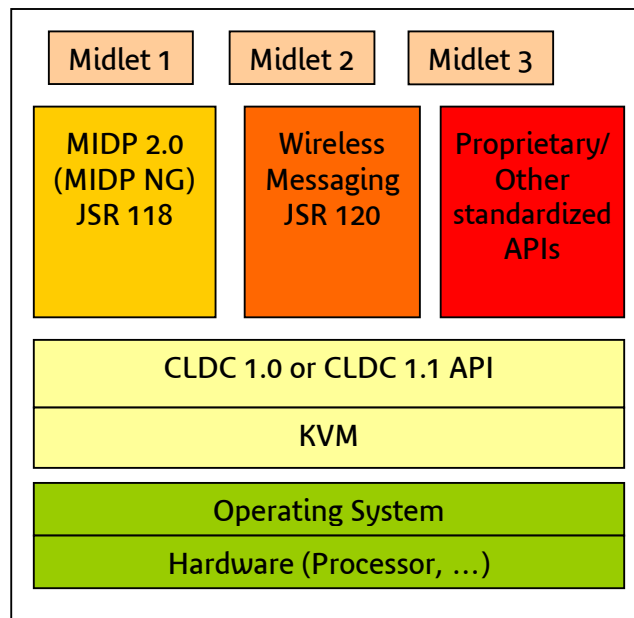 Midlet 1 Midlet 2 Midlet 3
MIDP 2.0
(MIDP NG)
JSR 118
Wireless
Messaging
JSR 120
Proprietary/
Other
standardized
APIs
CLDC 1.0 or CLDC 1.1 API
KVM
Operating System
Hardware (Processor, ...)